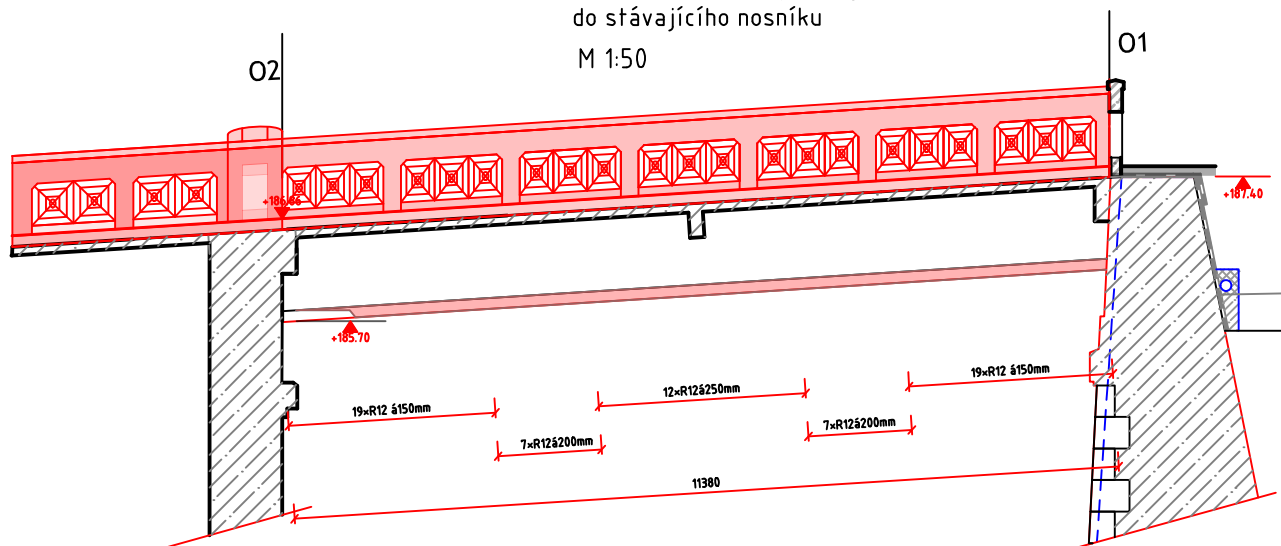 do stávajícího nosníku
M 1:50
O2
O1
+186.86
+187.40
+185.70
19×R12 á150mm
12×R12á250mm
19×R12 á150mm
7×R12á200mm
7×R12á200mm
11380